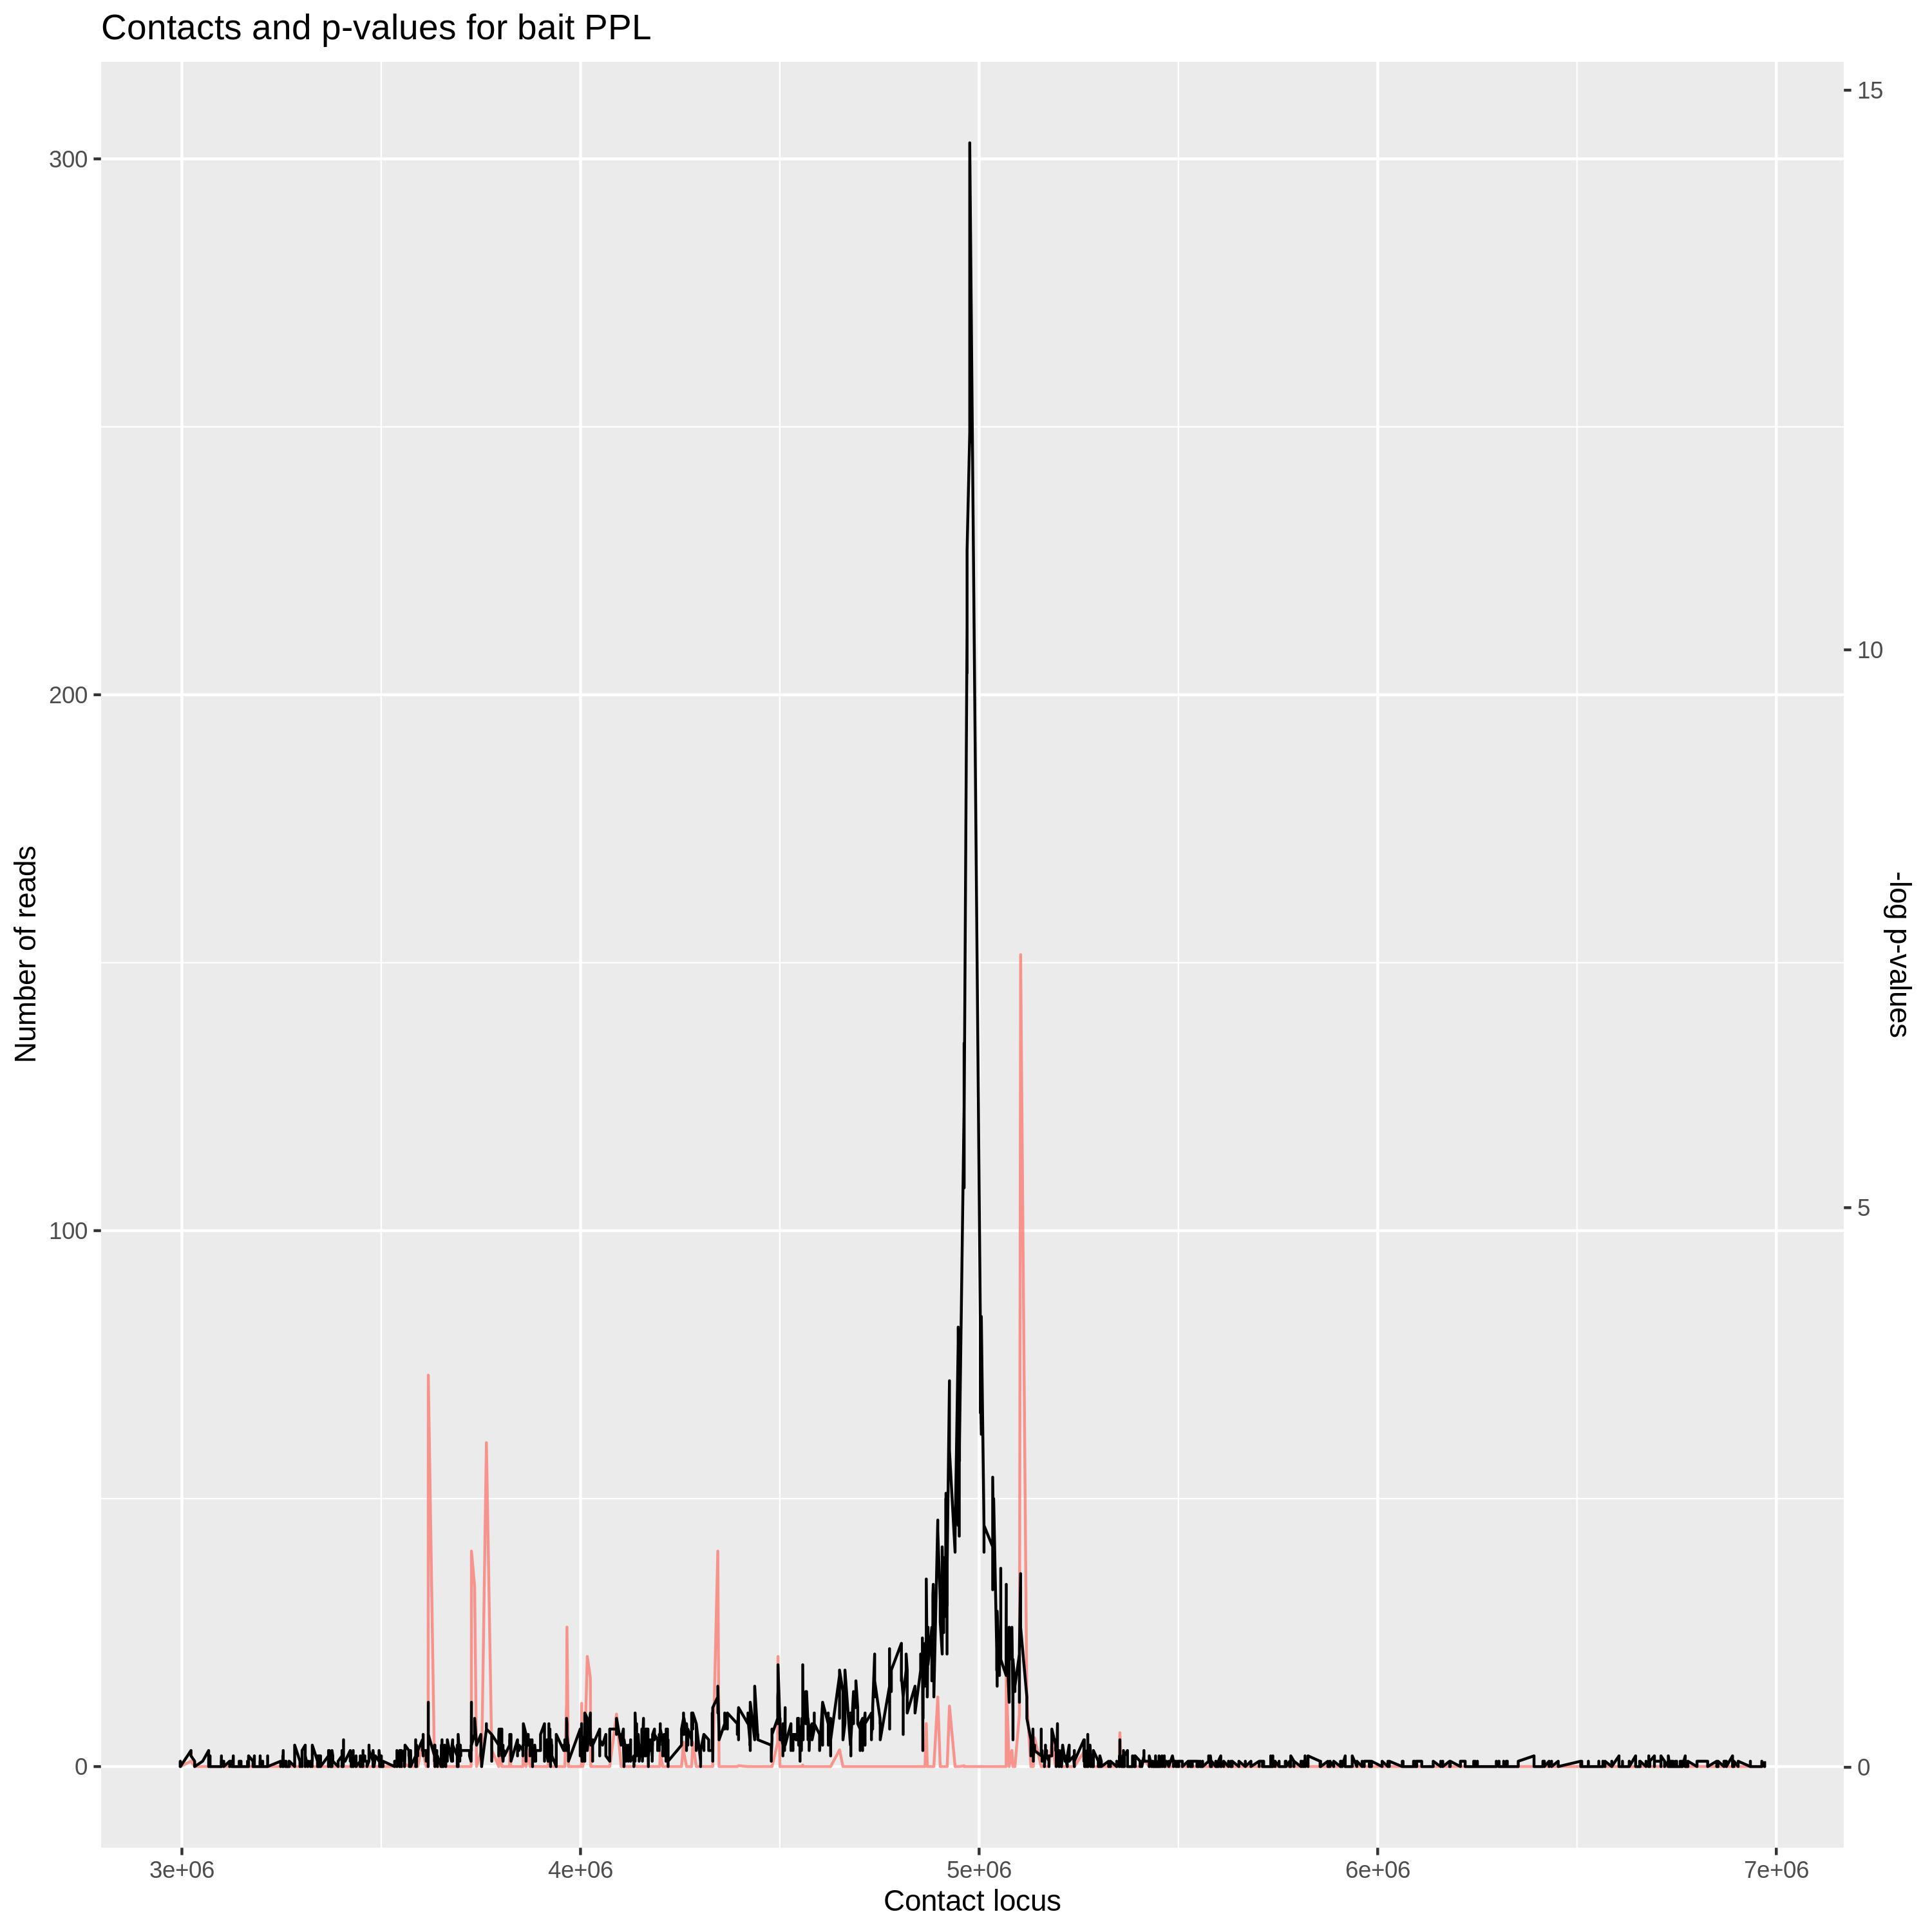 Contacts and p-values for bait PPL
15
300
10
200
Number of reads
-log p-values
5
100
0
0
3e+06
4e+06
5e+06
6e+06
7e+06
Contact locus